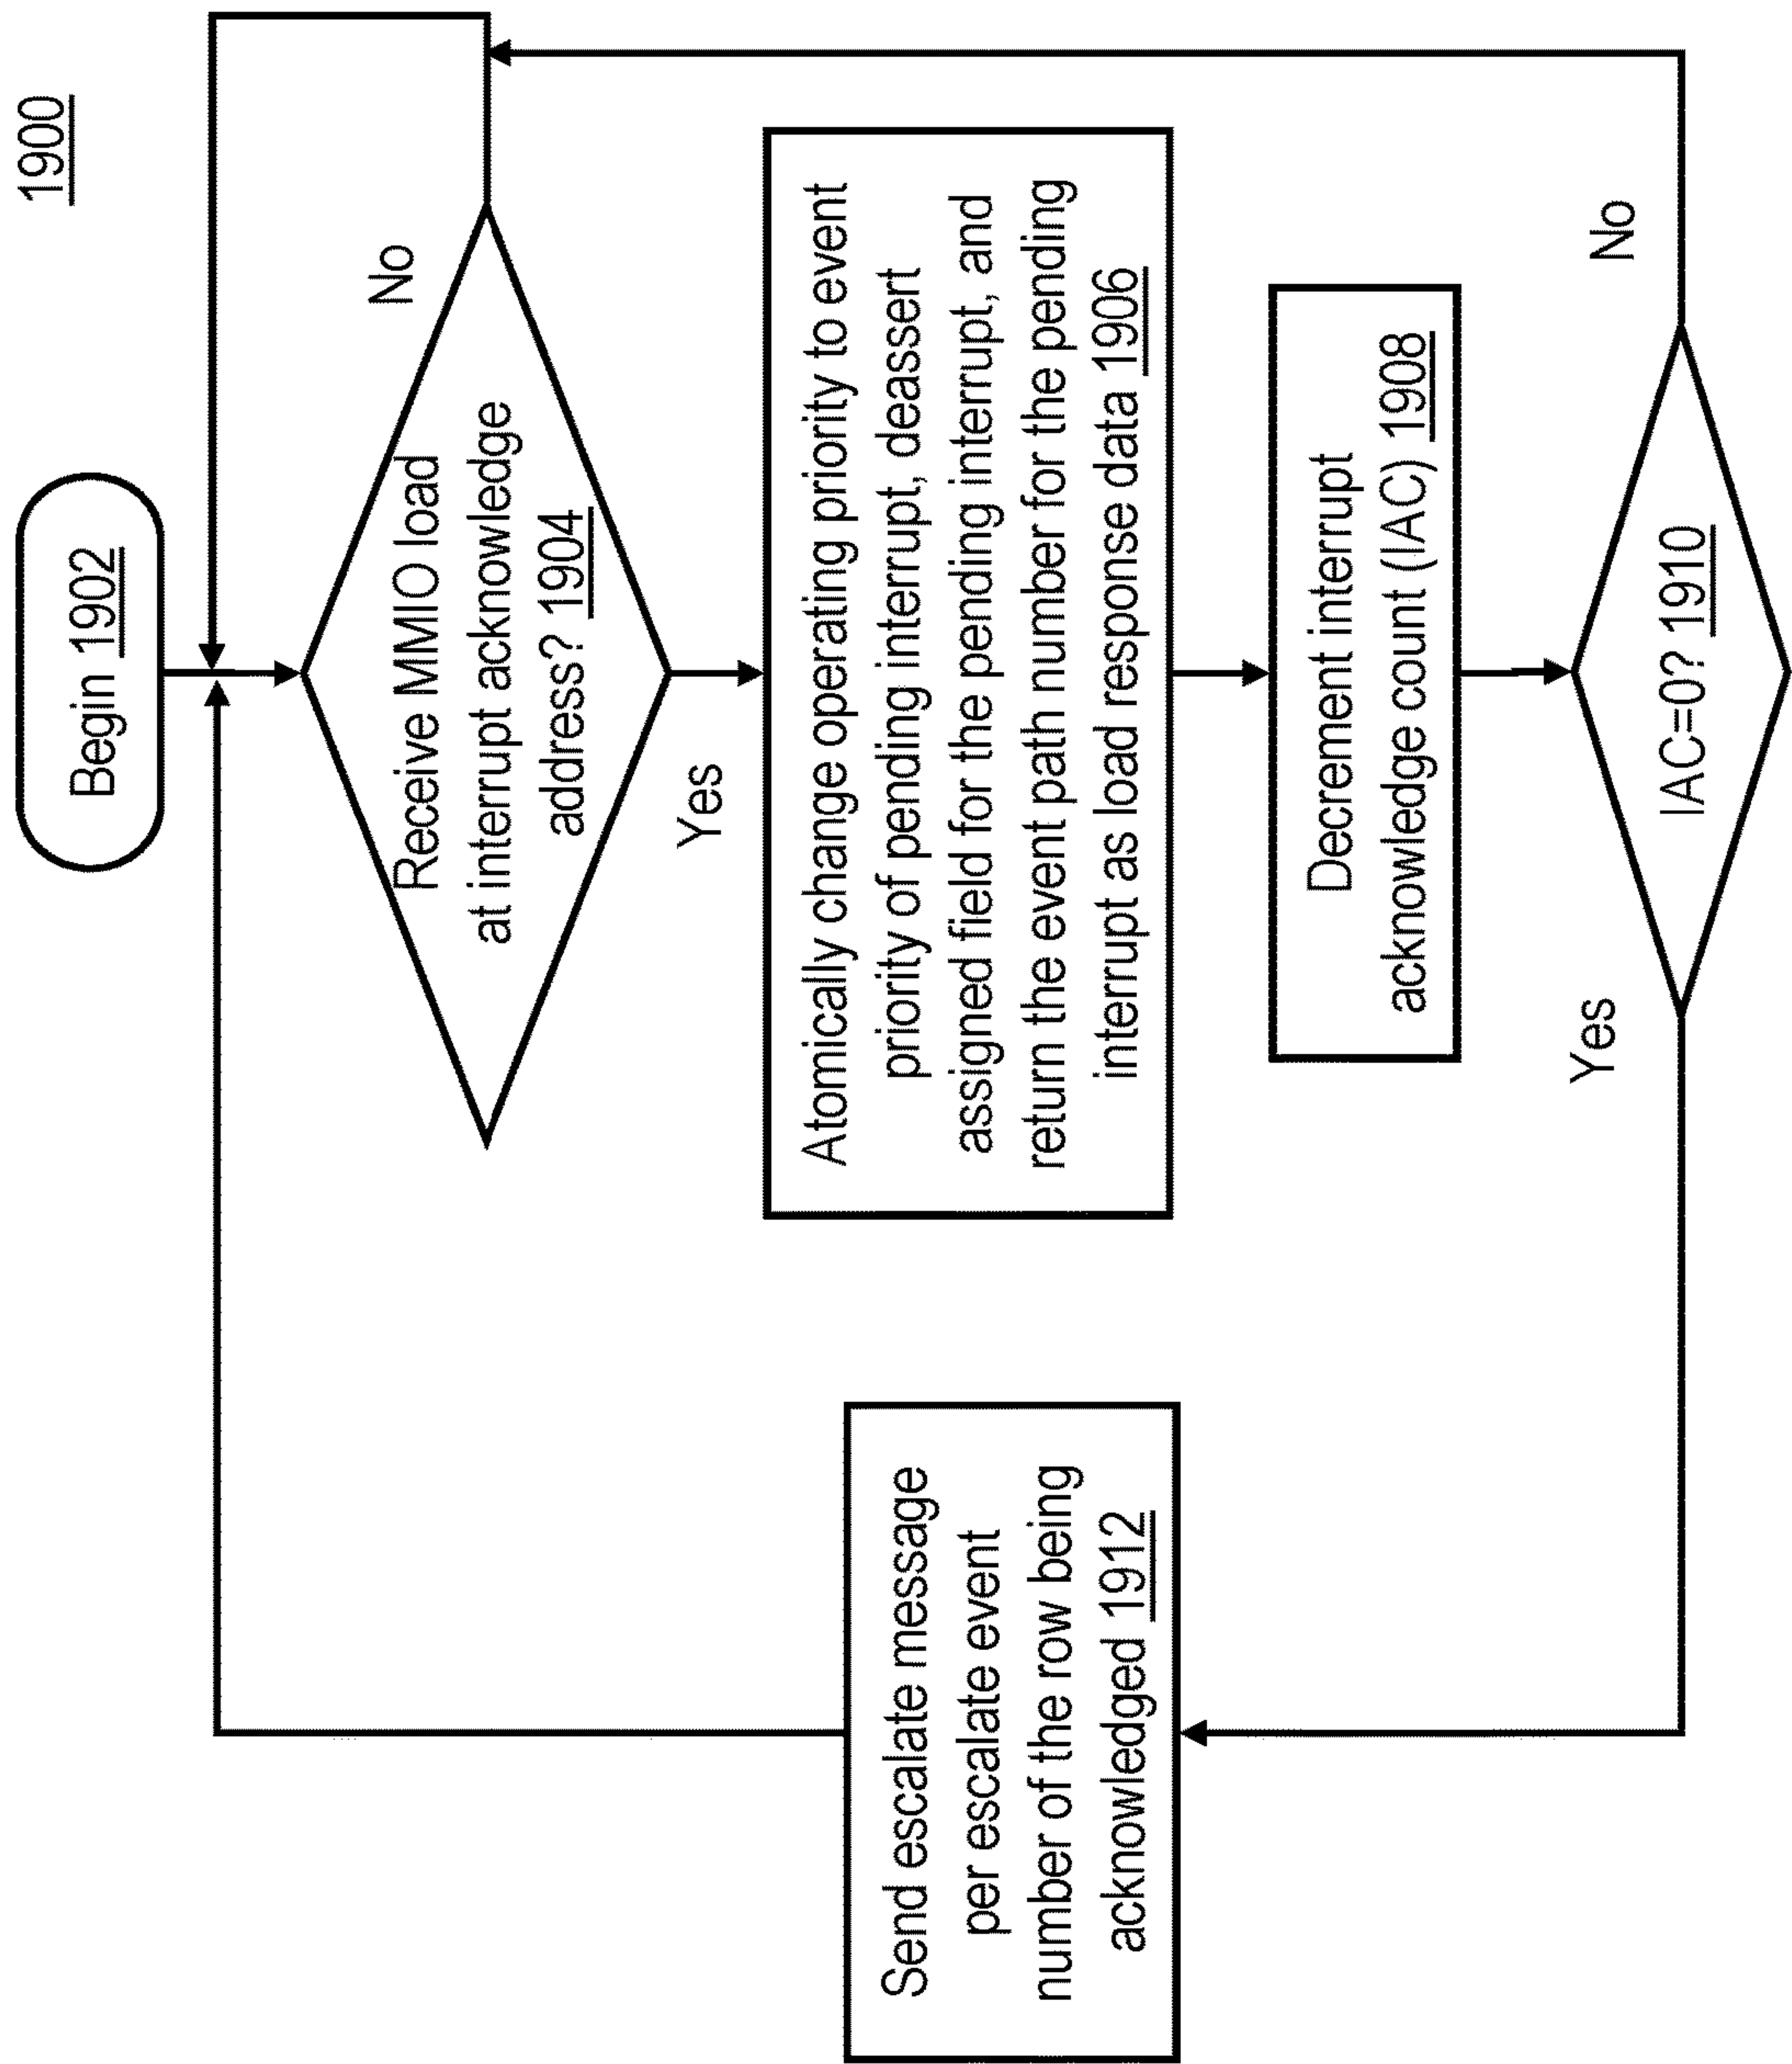 1900
Begin 1902
Receive MMIO load
at interrupt acknowledge
address? 1904
No
Yes
Atomically change operating priority to event
priority of pending interrupt, deassert
assigned field for the pending interrupt, and
return the event path number for the pending
interrupt as load response data 1906
Decrement interrupt
acknowledge count (IAC) 1908
IAC=0? 1910
No
Yes
Send escalate message
per escalate event
number of the row being
acknowledged 1912